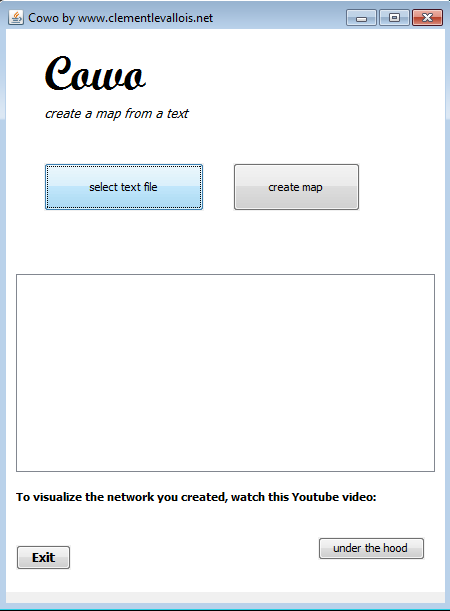 Cowo by www.clementlevallois.net
Cowo
create a map from a text
select text file
create map
To visualize the network you created, watch this Youtube video:
under the hood
Exit